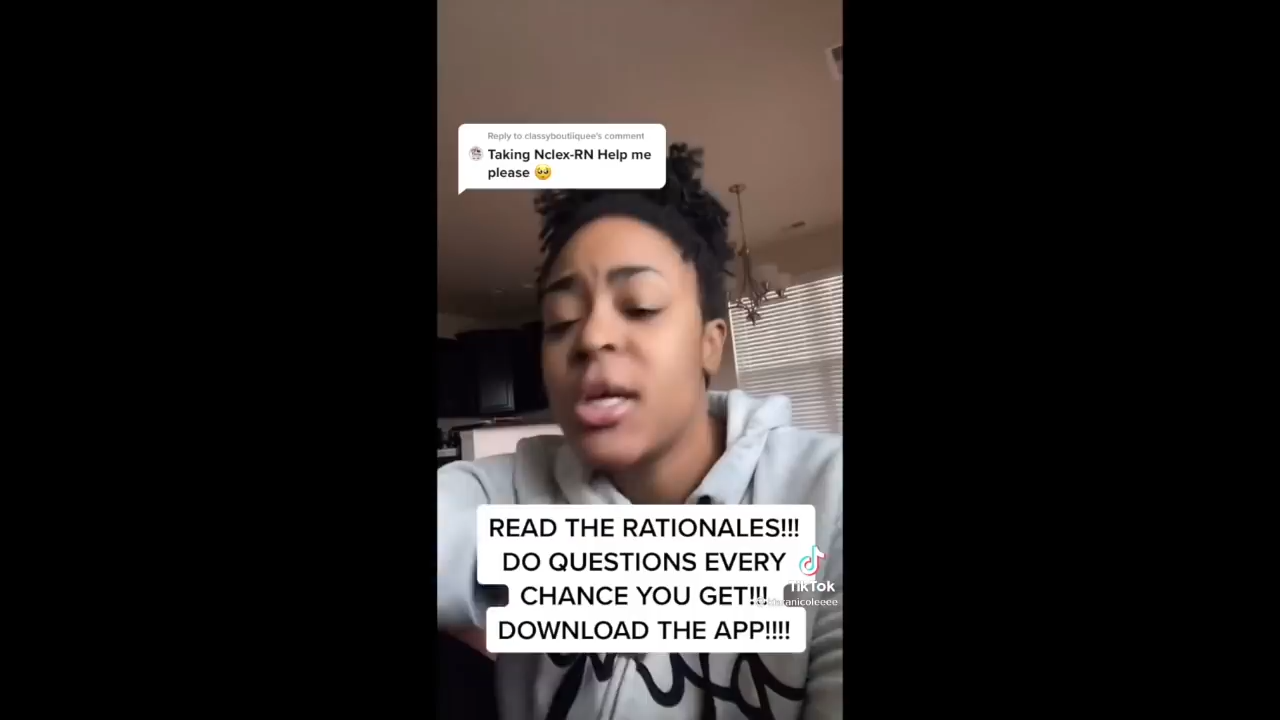 Reply to classyboutiiquee's comment
Taking Nclex-RN Help me
please 🥺
READ THE RATIONALES!!!
DO QUESTIONS EVERY
CHANCE YOU GET!!!
DOWNLOAD THE APP!!!!
TikTok